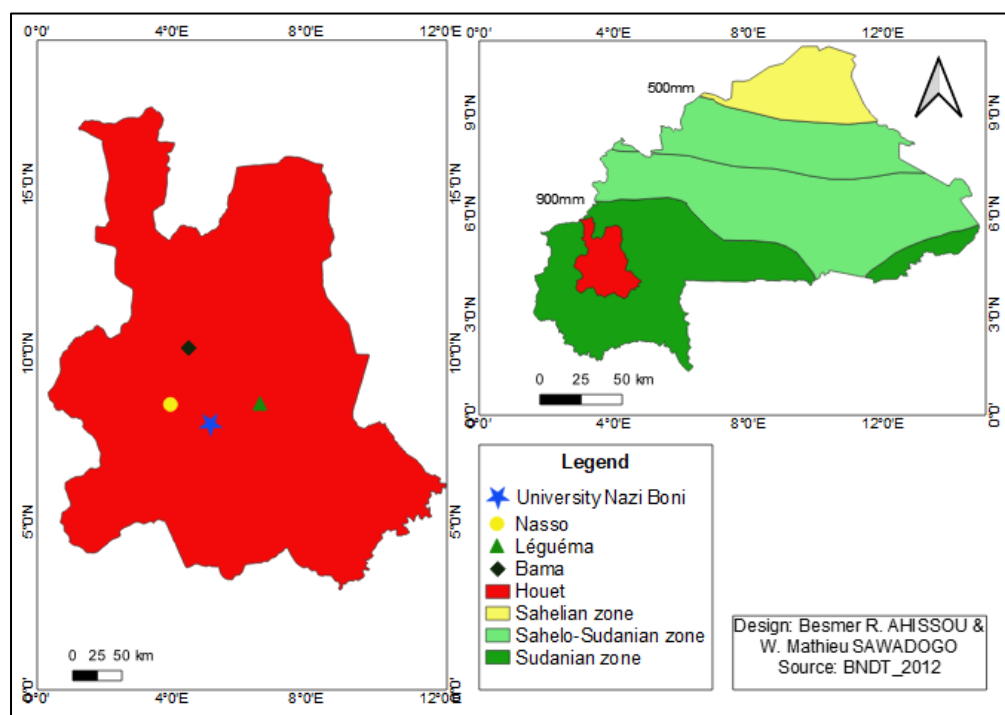 0°0' 4°0'E 8°0'E 12°0'E
15°0'N
10°0'N
5°0'N
0°0'
0 25 50 km
0°0' 4°0'E 8°0'E 12°0'E
0°0' 4°0'E 8°0'E 12°0'E
500mm
900mm
9°0'N 9°0'N
6°0'N 6°0'N
3°0'N 3°0'N
0 25 50 km
0°0' 0°0'
0°0' 4°0'E 8°0'E 12°0'E
15°0'N
10°0'N
5°0'N
0°0'
Legend
University Nazi Boni
Nasso
Léguéma
Bama
Houet
Sahelian zone
Sahelo-Sudanian zone
Sudanian zone
Design: Besmer R. AHISSOU &
W. Mathieu SAWADOGO
Source: BNDT_2012